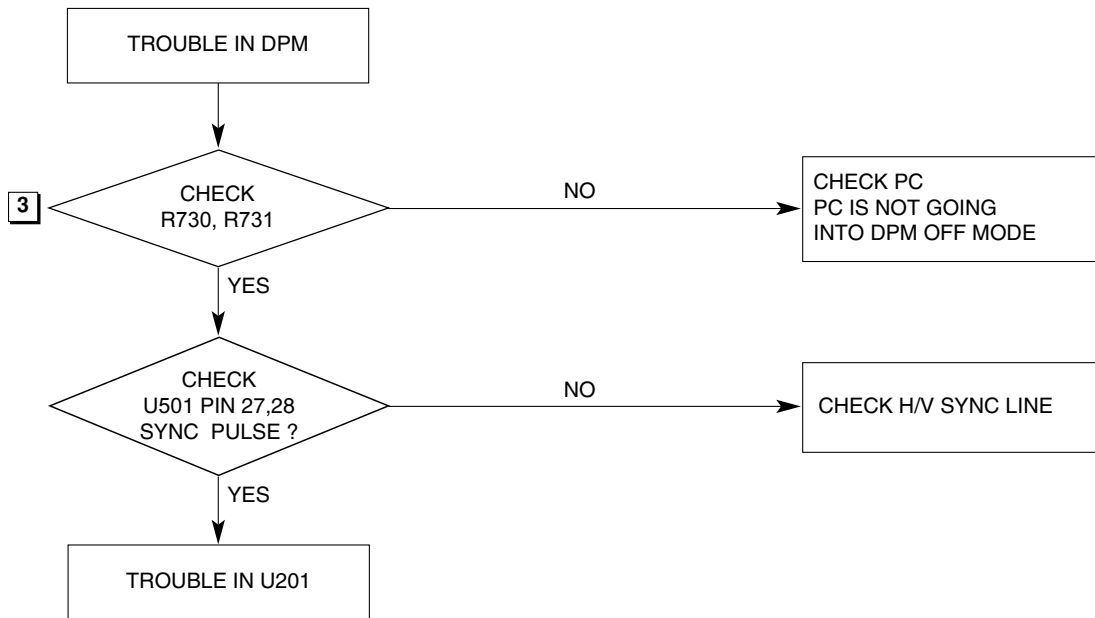 TROUBLE IN DPM
3
CHECK
R730, R731
NO
CHECK PC
PC IS NOT GOING
INTO DPM OFF MODE
YES
CHECK
U501 PIN 27,28
SYNC PULSE ?
NO
CHECK H/V SYNC LINE
YES
TROUBLE IN U201